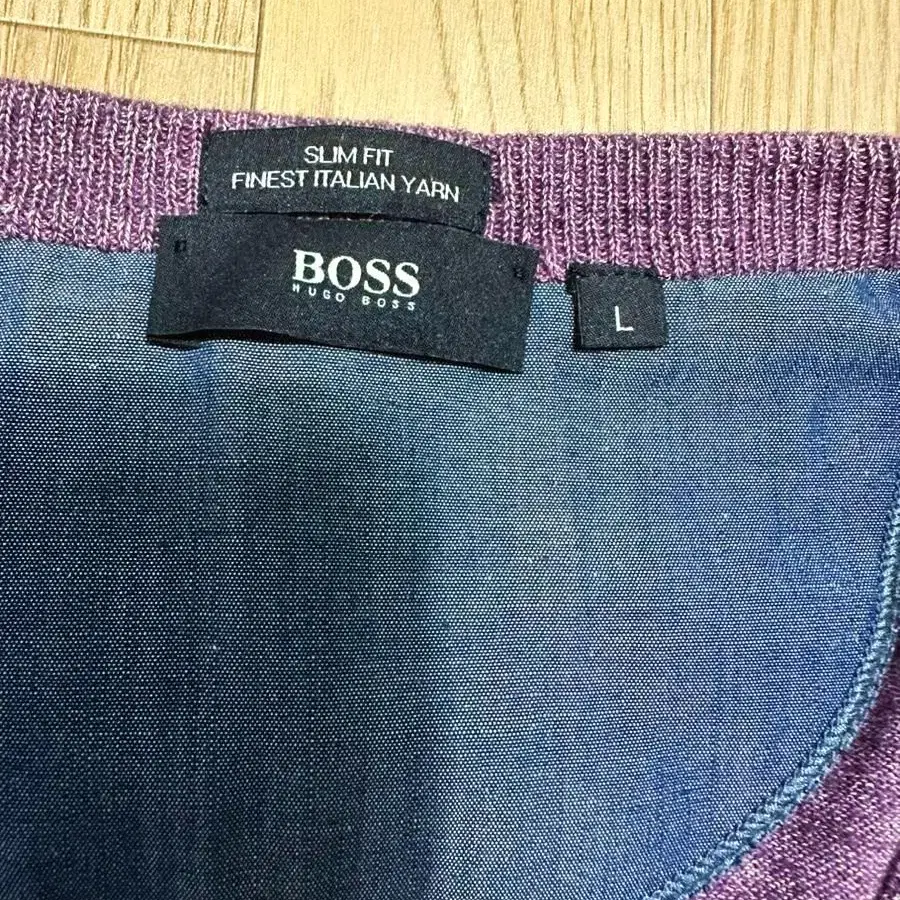 SLIM FIT
FINEST ITALIAN YARN
BOSS
HUGO BOSS
L